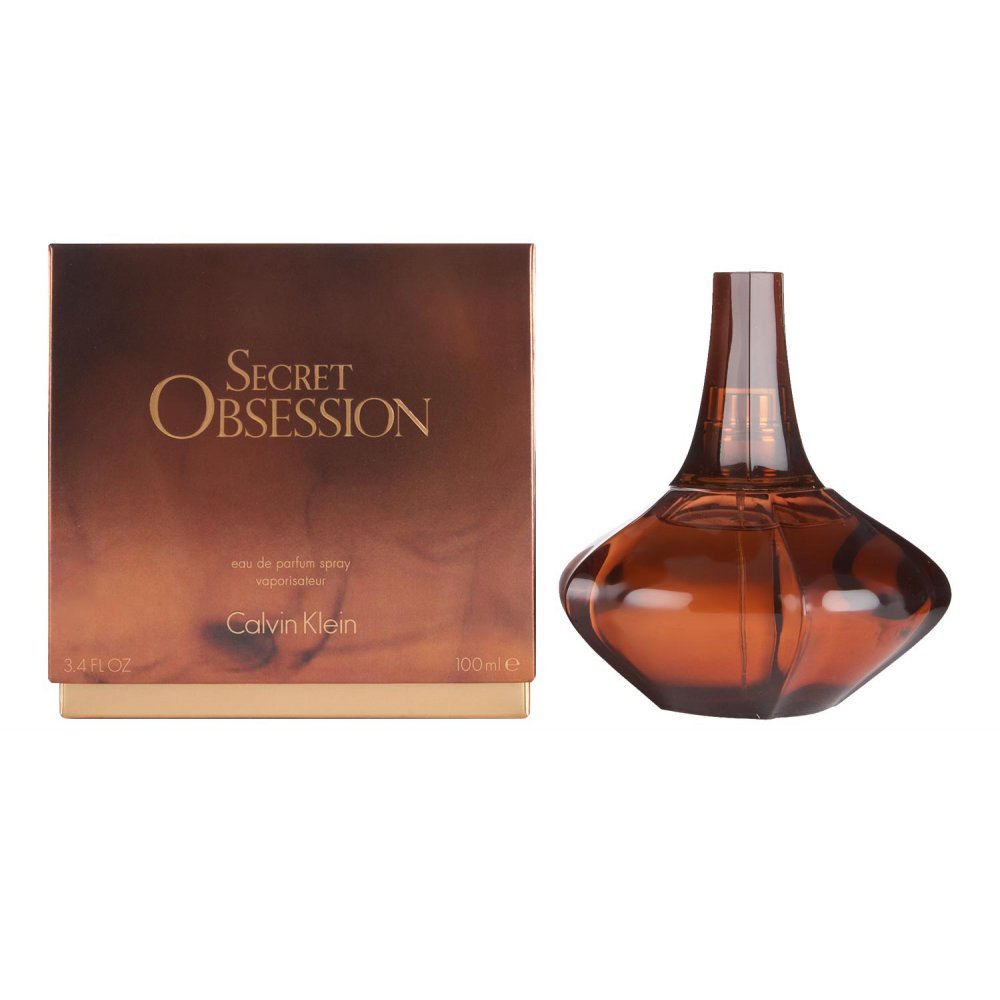 SECRET
OBSESSION
eau de parfum spray
vaporisateur
Calvin Klein
3.4 FL OZ
100 ml ℮